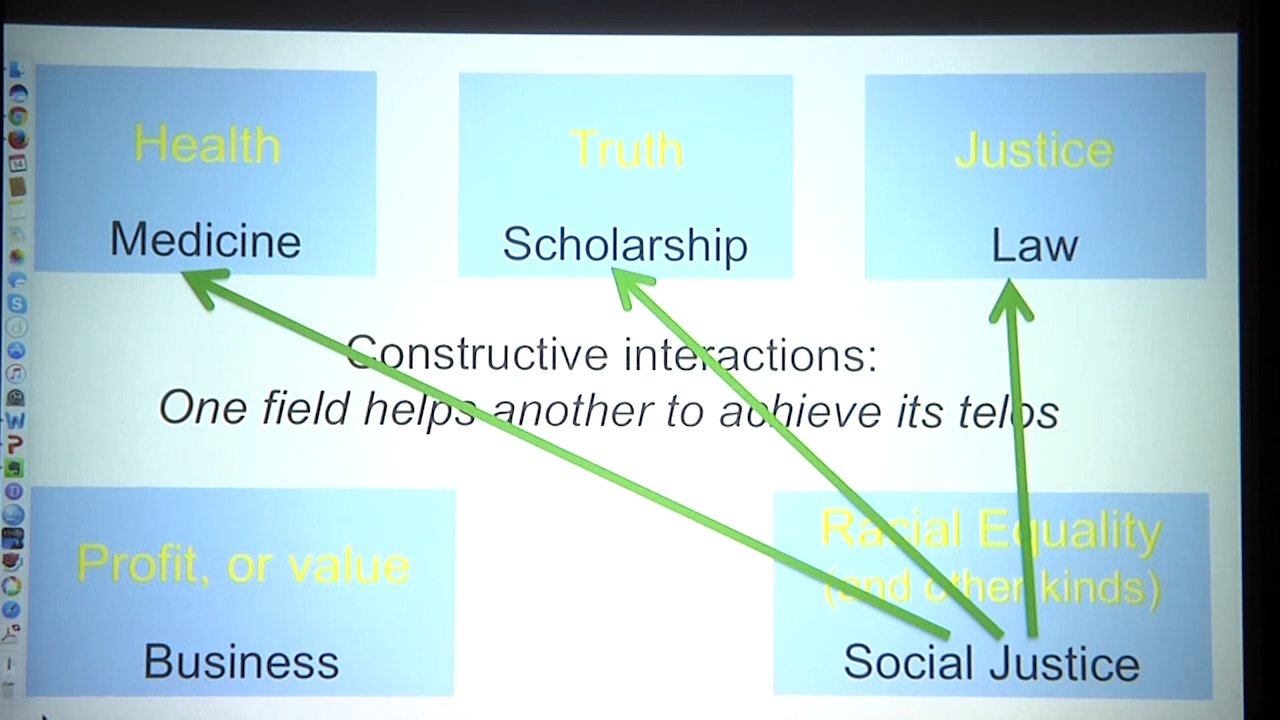 Health
Medicine
Truth
Scholarship
Justice
Law
Constructive interactions:
One field helps another to achieve its telos
Profit, or value
Business
Racial Equality
(and other kinds)
Social Justice